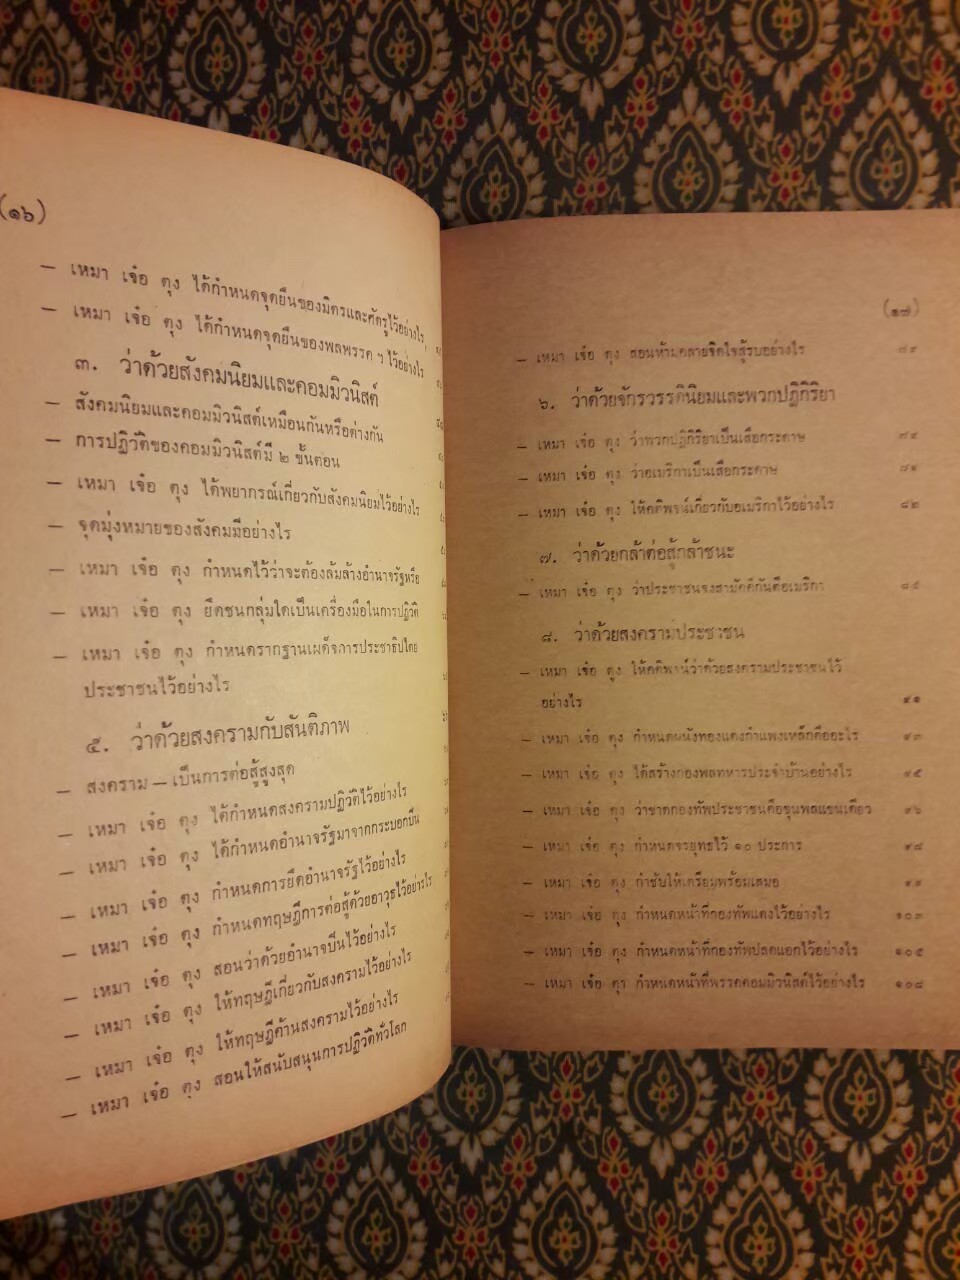 (๑๖)
— เหมา เจ๋อ ตุง ได้กำหนดจุดยืนของมิตรและศัตรูไว้อย่างไร
— เหมา เจ๋อ ตุง ได้กำหนดจุดยืนของพลพรรค ฯ ไว้อย่างไร
๓. ว่าด้วยสังคมนิยมและคอมมิวนิสต์
— สังคมนิยมและคอมมิวนิสต์เหมือนกันหรือต่างกัน
— การปฏิวัติของคอมมิวนิสต์มี ๒ ขั้นตอน
— เหมา เจ๋อ ตุง ได้พยากรณ์เกี่ยวกับสังคมนิยมไว้อย่างไร
— จุดมุ่งหมายของสังคมมีอย่างไร
— เหมา เจ๋อ ตุง กำหนดไว้ว่าจะต้องล้มล้างอำนาจรัฐหรือ
— เหมา เจ๋อ ตุง ยึดชนกลุ่มใดเป็นเครื่องมือในการปฏิวัติ
— เหมา เจ๋อ ตุง กำหนดรากฐานเผด็จการประชาธิปไตย
ประชาชนไว้อย่างไร
๕. ว่าด้วยสงครามกับสันติภาพ
— สงคราม — เป็นการต่อสู้สูงสุด
— เหมา เจ๋อ ตุง ได้กำหนดสงครามปฏิวัติไว้อย่างไร
— เหมา เจ๋อ ตุง ได้กำหนดอำนาจรัฐมาจากกระบอกปืน
— เหมา เจ๋อ ตุง กำหนดการยึดอำนาจรัฐไว้อย่างไร
— เหมา เจ๋อ ตุง กำหนดทฤษฎีการต่อสู้ด้วยอาวุธไว้อย่างไร
— เหมา เจ๋อ ตุง สอนว่าด้วยอำนาจปืนไว้อย่างไร
— เหมา เจ๋อ ตุง ให้ทฤษฎีเกี่ยวกับสงครามไว้อย่างไร
— เหมา เจ๋อ ตุง ให้ทฤษฎีค้านสงครามไว้อย่างไร
— เหมา เจ๋อ ตุง สอนให้สนับสนุนการปฏิวัติทั่วโลก
(๑๗)
— เหมา เจ๋อ ตุง สอนห้ามคลายจิตใจสู้รบอย่างไร
๖. ว่าด้วยจักรวรรดินิยมและพวกปฏิกิริยา
— เหมา เจ๋อ ตุง ว่าพวกปฏิกิริยาเป็นเสือกระดาษ
— เหมา เจ๋อ ตุง ว่าอเมริกาเป็นเสือกระดาษ ๘๑
— เหมา เจ๋อ ตุง ให้คติพจน์เกี่ยวกับอเมริกาไว้อย่างไร ๘๒
๗. ว่าด้วยกล้าต่อสู้กล้าชนะ
— เหมา เจ๋อ ตุง ว่าประชาชนจงสามัคคีกันต่ออเมริกา
๘. ว่าด้วยสงครามประชาชน
— เหมา เจ๋อ ตุง ให้คติพจน์ว่าด้วยสงครามประชาชนไว้
อย่างไร ๙๑
— เหมา เจ๋อ ตุง กำหนดผนังทองแดงกำแพงเหล็กคืออะไร ๙๓
— เหมา เจ๋อ ตุง ได้สร้างกองพลทหารประจำบ้านอย่างไร ๙๕
— เหมา เจ๋อ ตุง ว่าขาดกองทัพประชาชนคือขุนพลแขนเดียว ๙๖
— เหมา เจ๋อ ตุง กำหนดจรยุทธไว้ ๑๐ ประการ ๙๘
— เหมา เจ๋อ ตุง กำชับให้เตรียมพร้อมเสมอ ๙๙
— เหมา เจ๋อ ตุง กำหนดหน้าที่กองทัพแดงไว้อย่างไร ๑๐๓
— เหมา เจ๋อ ตุง กำหนดหน้าที่กองทัพปลดแอกไว้อย่างไร ๑๐๕
— เหมา เจ๋อ ตุง กำหนดหน้าที่พรรคคอมมิวนิสต์ไว้อย่างไร ๑๐๘